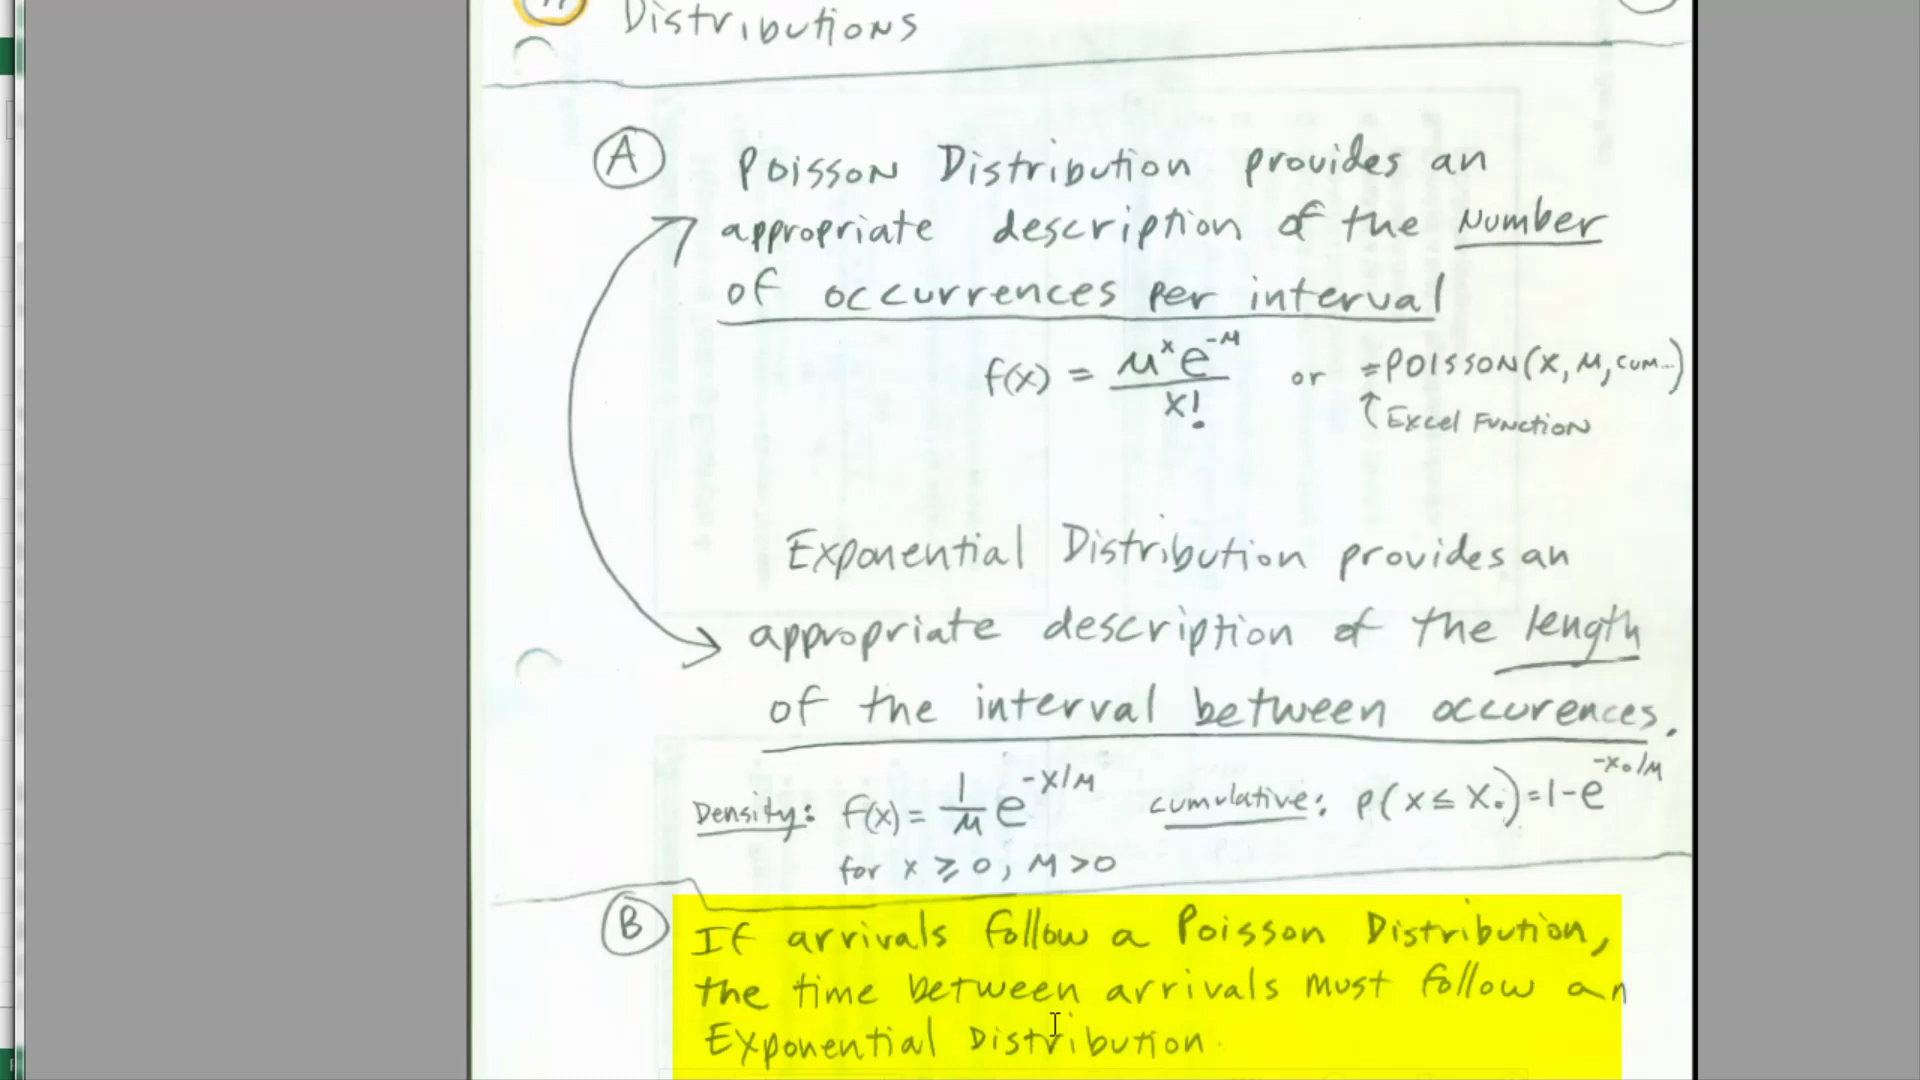 Distributions
A Poisson Distribution provides an
appropriate description of the Number
of occurrences per interval
f(x) = μˣe⁻ᵘ / x! or =POISSON(x, μ, cum...)
↑ Excel Function
Exponential Distribution provides an
appropriate description of the length
of the interval between occurences.
Density: f(x) = 1/μ e^-x/μ cumulative: P(x ≤ x₀) = 1-e^-x₀/μ
for x ≥ 0, μ > 0
B If arrivals follow a Poisson Distribution,
the time between arrivals must follow an
Exponential Distribution.